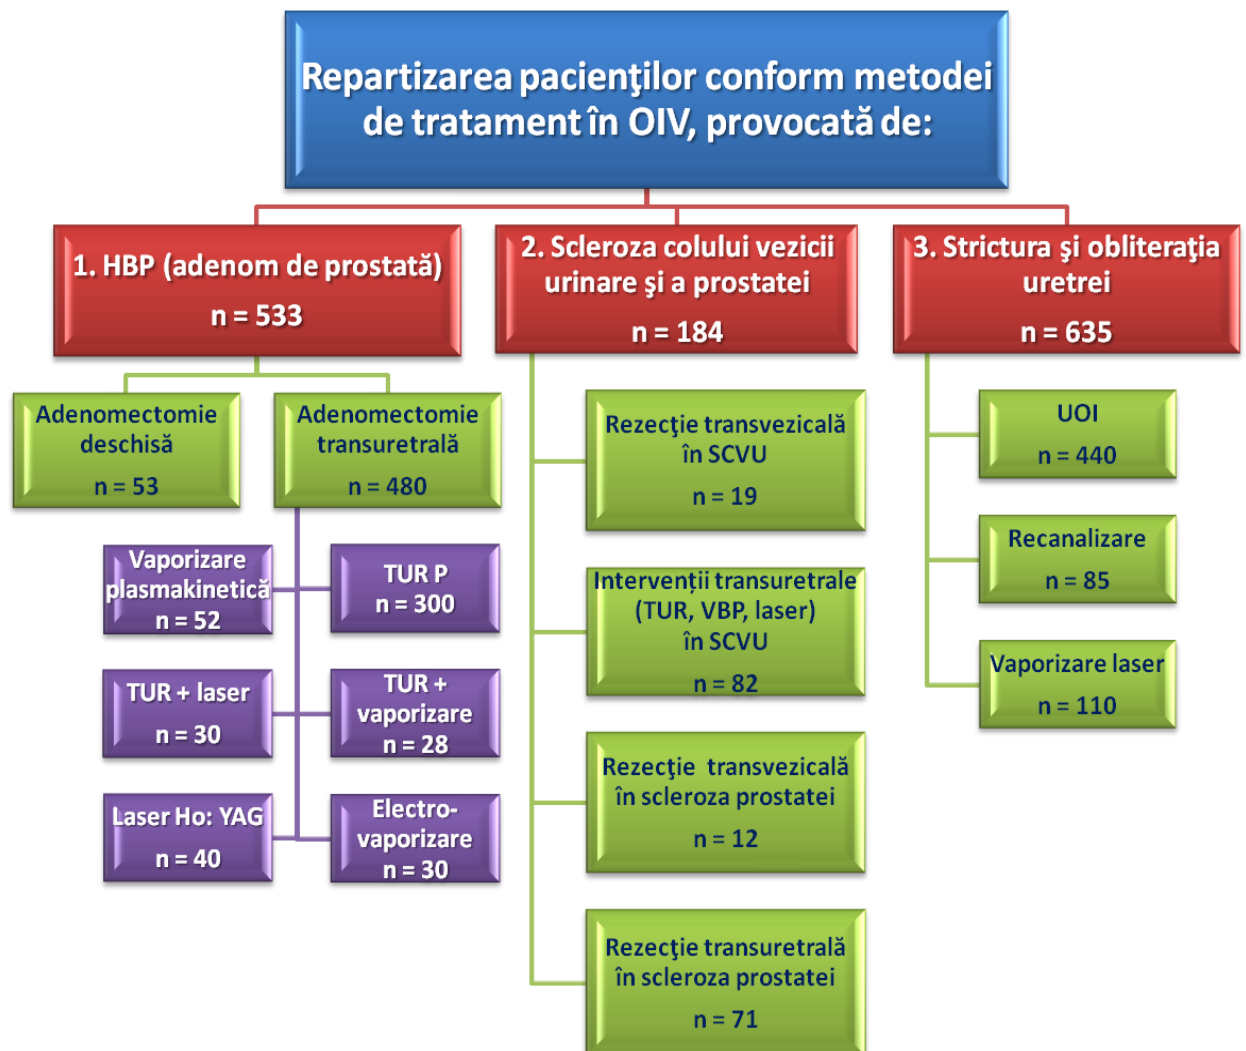 Repartizarea pacienţilor conform metodei
de tratament în OIV, provocată de:
1. HBP (adenom de prostată)
n = 533
2. Scleroza colului vezicii
urinare şi a prostatei
n = 184
3. Strictura şi obliteraţia
uretrei
n = 635
Adenomectomie
deschisă
n = 53
Adenomectomie
transuretrală
n = 480
Vaporizare
plasmakinetică
n = 52
TUR P
n = 300
TUR + laser
n = 30
TUR +
vaporizare
n = 28
Laser Ho: YAG
n = 40
Electro-
vaporizare
n = 30
Rezecţie transvezicală
în SCVU
n = 19
Intervenții transuretrale
(TUR, VBP, laser)
în SCVU
n = 82
Rezecţie transvezicală
în scleroza prostatei
n = 12
Rezecţie transuretrală
în scleroza prostatei
n = 71
UOI
n = 440
Recanalizare
n = 85
Vaporizare laser
n = 110